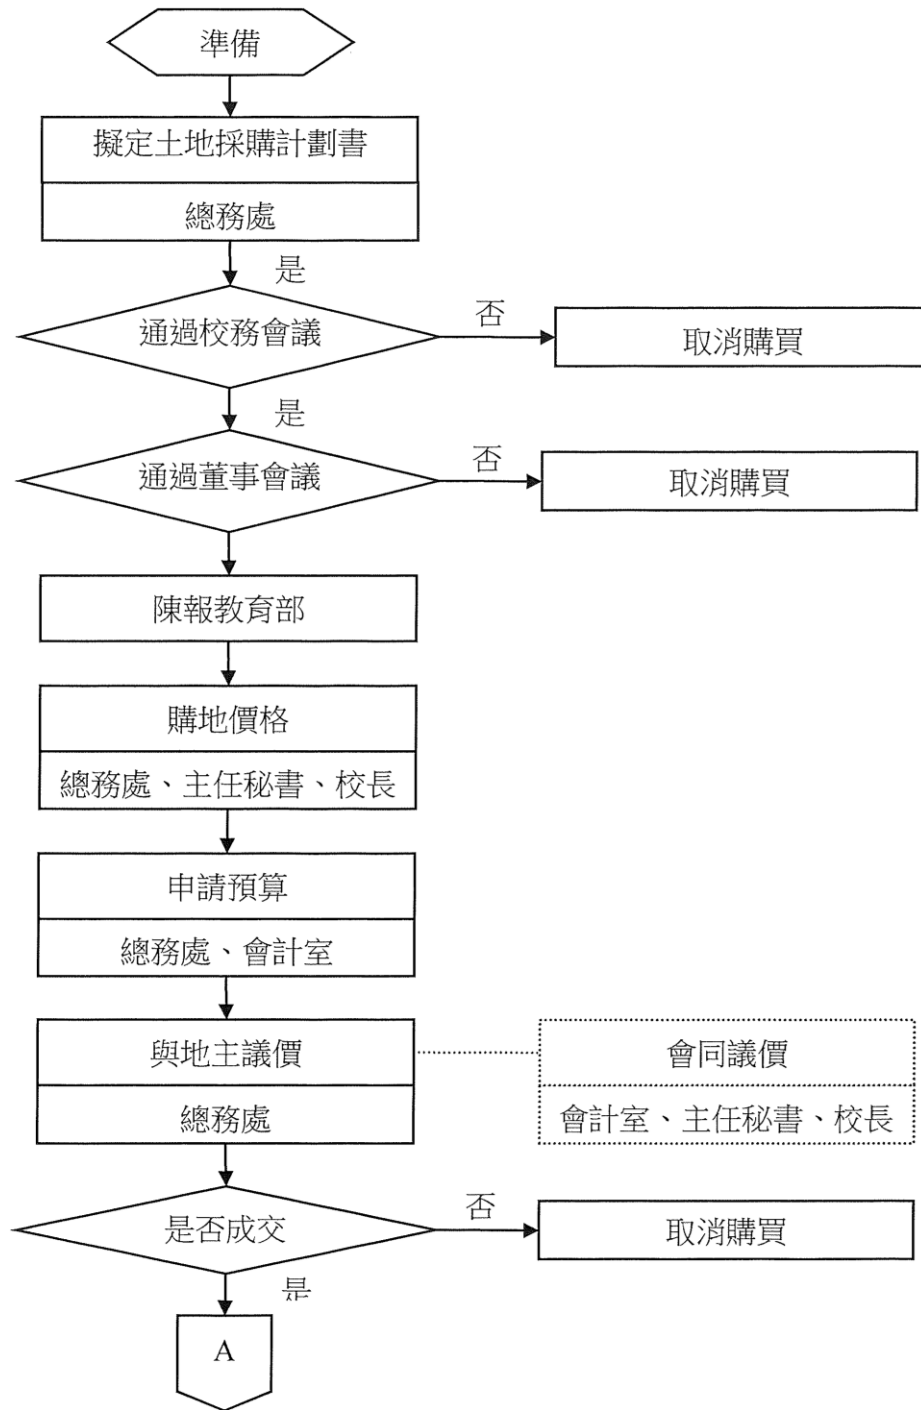 準備
擬定土地採購計劃書
總務處
是
通過校務會議
否
取消購買
是
通過董事會議
否
取消購買
陳報教育部
購地價格
總務處、主任秘書、校長
申請預算
總務處、會計室
與地主議價
總務處
會同議價
會計室、主任秘書、校長
是否成交
否
取消購買
是
A